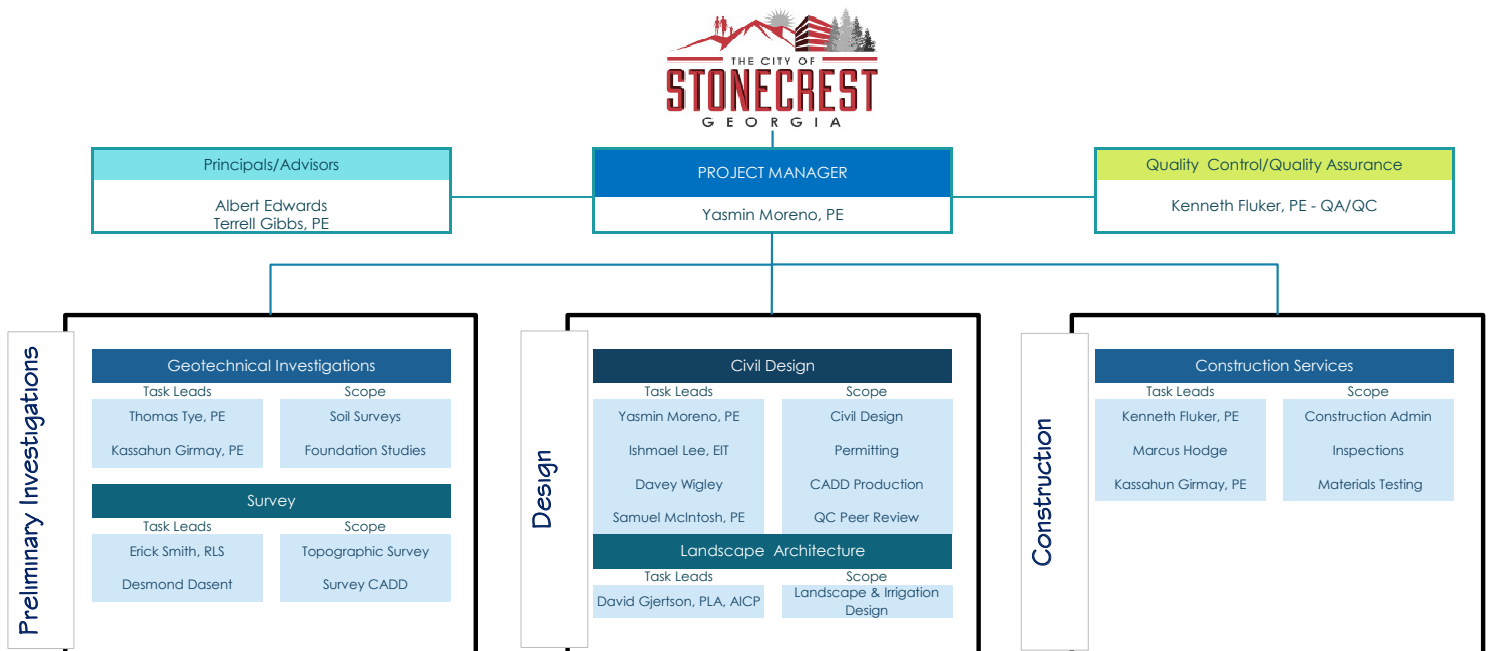 THE CITY OF
STONECREST
GEORGIA
Principals/Advisors
Albert Edwards
Terrell Gibbs, PE
PROJECT MANAGER
Yasmin Moreno, PE
Quality Control/Quality Assurance
Kenneth Fluker, PE - QA/QC
Preliminary Investigations
Geotechnical Investigations
Task Leads Scope
Thomas Tye, PE Soil Surveys
Kassahun Girmay, PE Foundation Studies
Survey
Task Leads Scope
Erick Smith, RLS Topographic Survey
Desmond Dasent Survey CADD
Design
Civil Design
Task Leads Scope
Yasmin Moreno, PE Civil Design
Ishmael Lee, EIT Permitting
Davey Wigley CADD Production
Samuel McIntosh, PE QC Peer Review
Landscape Architecture
Task Leads Scope
David Gjertson, PLA, AICP Landscape & Irrigation
Design
Construction
Construction Services
Task Leads Scope
Kenneth Fluker, PE Construction Admin
Marcus Hodge Inspections
Kassahun Girmay, PE Materials Testing